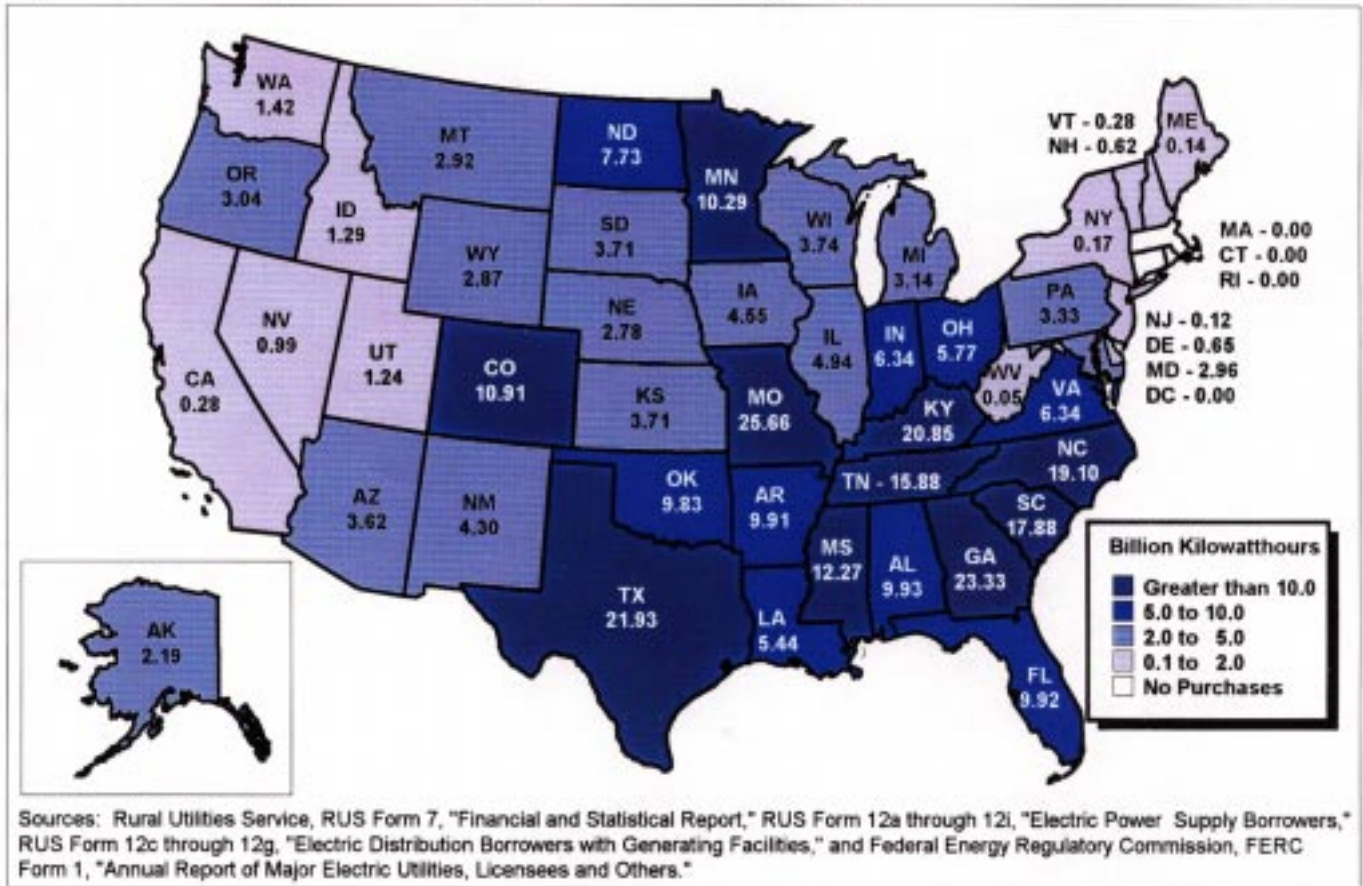 WA
1.42
MT
2.92
ND
7.73
MN
10.29
VT - 0.28
NH - 0.62
ME
0.14
OR
3.04
ID
1.29
SD
3.71
WI
3.74
MI
3.14
NY
0.17
MA - 0.00
CT - 0.00
RI - 0.00
WY
2.87
NE
2.78
IA
4.55
IL
4.94
IN
6.34
OH
5.77
PA
3.33
NJ - 0.12
DE - 0.65
MD - 2.96
DC - 0.00
NV
0.99
UT
1.24
CO
10.91
CA
0.28
KS
3.71
MO
25.66
KY
20.85
WV
0.05
VA
6.34
NC
19.10
TN - 15.88
SC
17.88
AZ
3.62
NM
4.30
OK
9.83
AR
9.91
MS
12.27
AL
9.93
GA
23.33
TX
21.93
LA
5.44
FL
9.92
AK
2.19
Billion Kilowatthours
Greater than 10.0
5.0 to 10.0
2.0 to 5.0
0.1 to 2.0
No Purchases
Sources: Rural Utilities Service, RUS Form 7, "Financial and Statistical Report," RUS Form 12a through 12i, "Electric Power Supply Borrowers,"
RUS Form 12c through 12g, "Electric Distribution Borrowers with Generating Facilities," and Federal Energy Regulatory Commission, FERC
Form 1, "Annual Report of Major Electric Utilities, Licensees and Others."